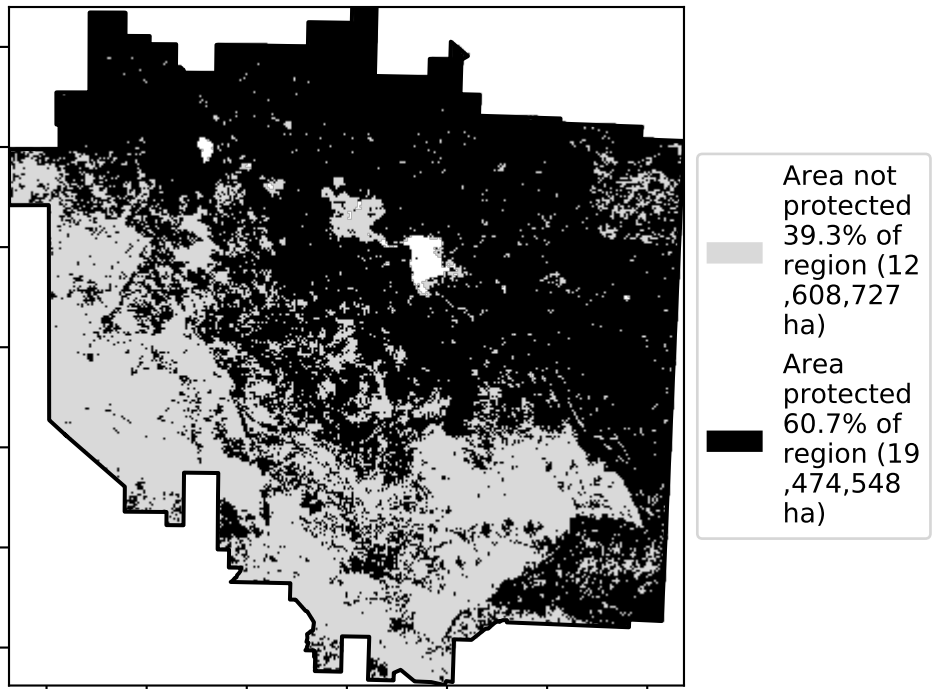 Area not
protected
39.3% of
region (12
,608,727
ha)
Area
protected
60.7% of
region (19
,474,548
ha)